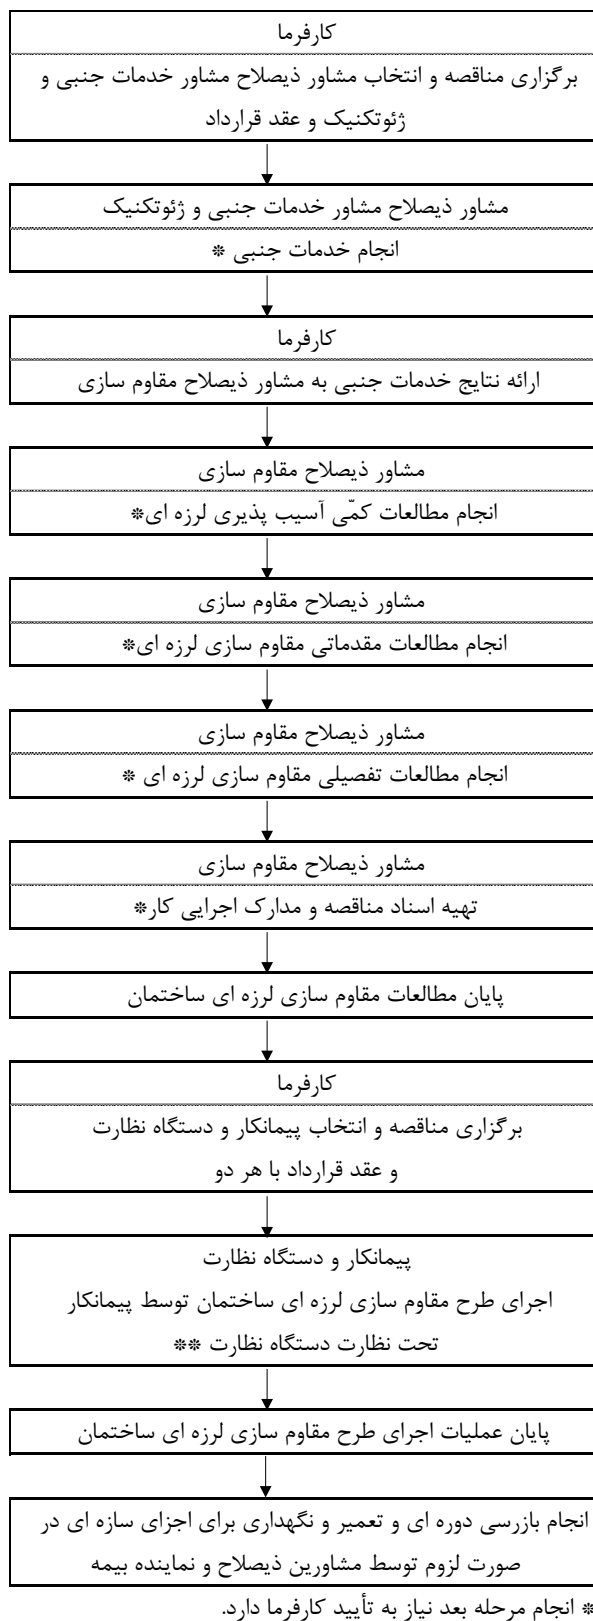 کارفرما
برگزاری مناقصه و انتخاب مشاور ذیصلاح مشاور خدمات جنبی و
ژئوتکنیک و عقد قرارداد
مشاور ذیصلاح مشاور خدمات جنبی و ژئوتکنیک
انجام خدمات جنبی *
کارفرما
ارائه نتایج خدمات جنبی به مشاور ذیصلاح مقاوم سازی
مشاور ذیصلاح مقاوم سازی
انجام مطالعات کمّی آسیب پذیری لرزه ای*
مشاور ذیصلاح مقاوم سازی
انجام مطالعات مقدماتی مقاوم سازی لرزه ای*
مشاور ذیصلاح مقاوم سازی
انجام مطالعات تفصیلی مقاوم سازی لرزه ای *
مشاور ذیصلاح مقاوم سازی
تهیه اسناد مناقصه و مدارک اجرایی کار*
پایان مطالعات مقاوم سازی لرزه ای ساختمان
کارفرما
برگزاری مناقصه و انتخاب پیمانکار و دستگاه نظارت
و عقد قرارداد با هر دو
پیمانکار و دستگاه نظارت
اجرای طرح مقاوم سازی لرزه ای ساختمان توسط پیمانکار
تحت نظارت دستگاه نظارت **
پایان عملیات اجرای طرح مقاوم سازی لرزه ای ساختمان
انجام بازرسی دوره ای و تعمیر و نگهداری برای اجزای سازه ای در
صورت لزوم توسط مشاورین ذیصلاح و نماینده بیمه
* انجام مرحله بعد نیاز به تأیید کارفرما دارد.